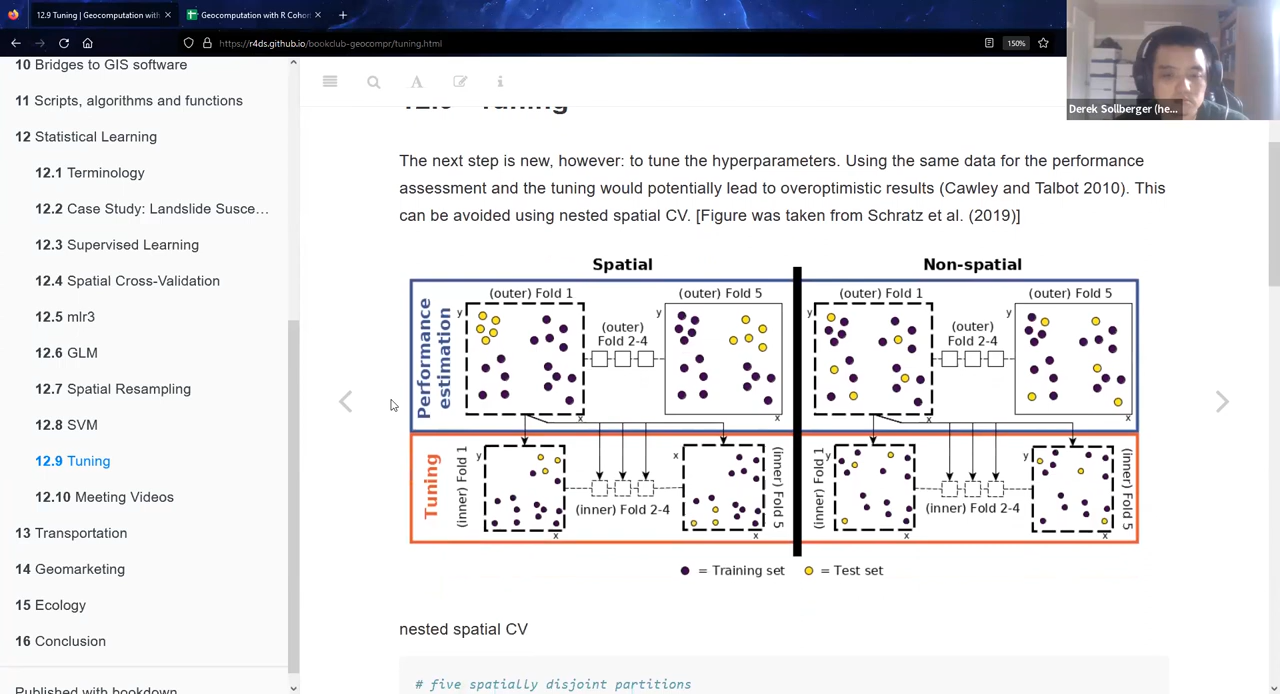 12.9 Tuning | Geocomputation with
Geocomputation with R Cohor
https://r4ds.github.io/bookclub-geocompr/tuning.html
150%
Derek Sollberger (he...
10 Bridges to GIS software
11 Scripts, algorithms and functions
12 Statistical Learning
12.1 Terminology
12.2 Case Study: Landslide Susce…
12.3 Supervised Learning
12.4 Spatial Cross-Validation
12.5 mlr3
12.6 GLM
12.7 Spatial Resampling
12.8 SVM
12.9 Tuning
12.10 Meeting Videos
13 Transportation
14 Geomarketing
15 Ecology
16 Conclusion
Published with bookdown
12.9 Tuning
The next step is new, however: to tune the hyperparameters. Using the same data for the performance
assessment and the tuning would potentially lead to overoptimistic results (Cawley and Talbot 2010). This
can be avoided using nested spatial CV. [Figure was taken from Schratz et al. (2019)]
Spatial
Non-spatial
Performance
estimation
(outer) Fold 1
y
x
(outer)
Fold 2-4
(outer) Fold 5
y
x
(outer) Fold 1
y
x
(outer)
Fold 2-4
(outer) Fold 5
y
x
Tuning
(inner) Fold 1
y
x
(inner) Fold 2-4
x
x
(inner) Fold 5
(inner) Fold 1
y
x
(inner) Fold 2-4
y
x
(inner) Fold 5
= Training set
= Test set
nested spatial CV
# five spatially disjoint partitions